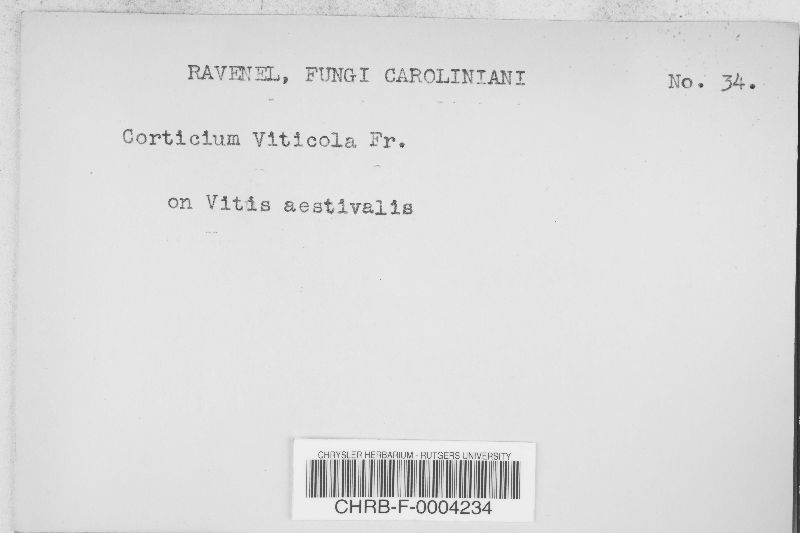 RAVENEL, FUNGI CAROLINIANI No. 34.
Corticium Viticola Fr.
on Vitis aestivalis
CHRYSLER HERBARIUM - RUTGERS UNIVERSITY
CHRB-F-0004234